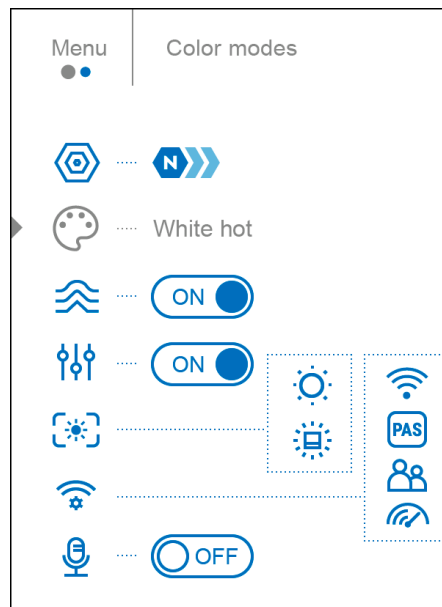 Menu
Color modes
N
White hot
ON
ON
PAS
OFF